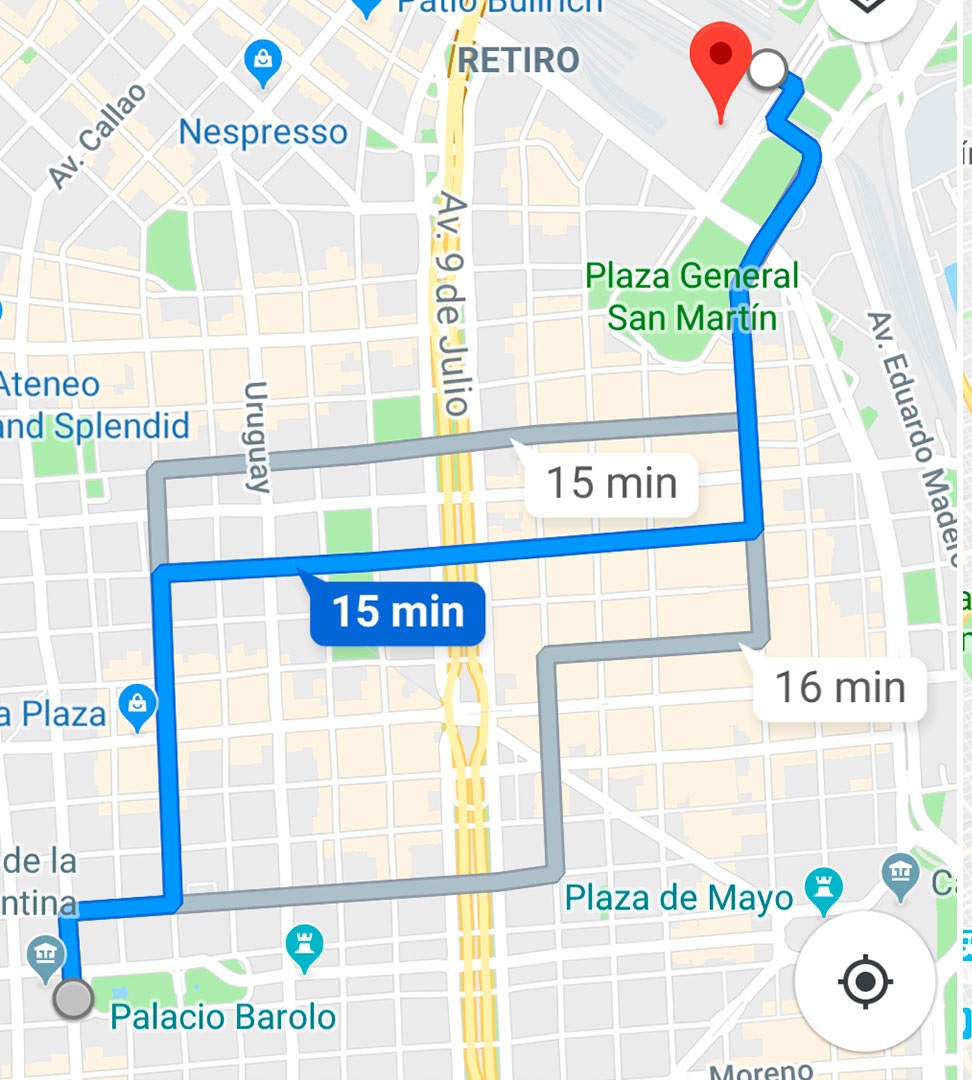 Patio Bullrich
RETIRO
Av. Callao
Nespresso
Av. 9 de Julio
Plaza General
San Martín
Av. Eduardo Madero
Ateneo
and Splendid
Uruguay
15 min
15 min
16 min
a Plaza
de la
ntina
Plaza de Mayo
Palacio Barolo
Moreno